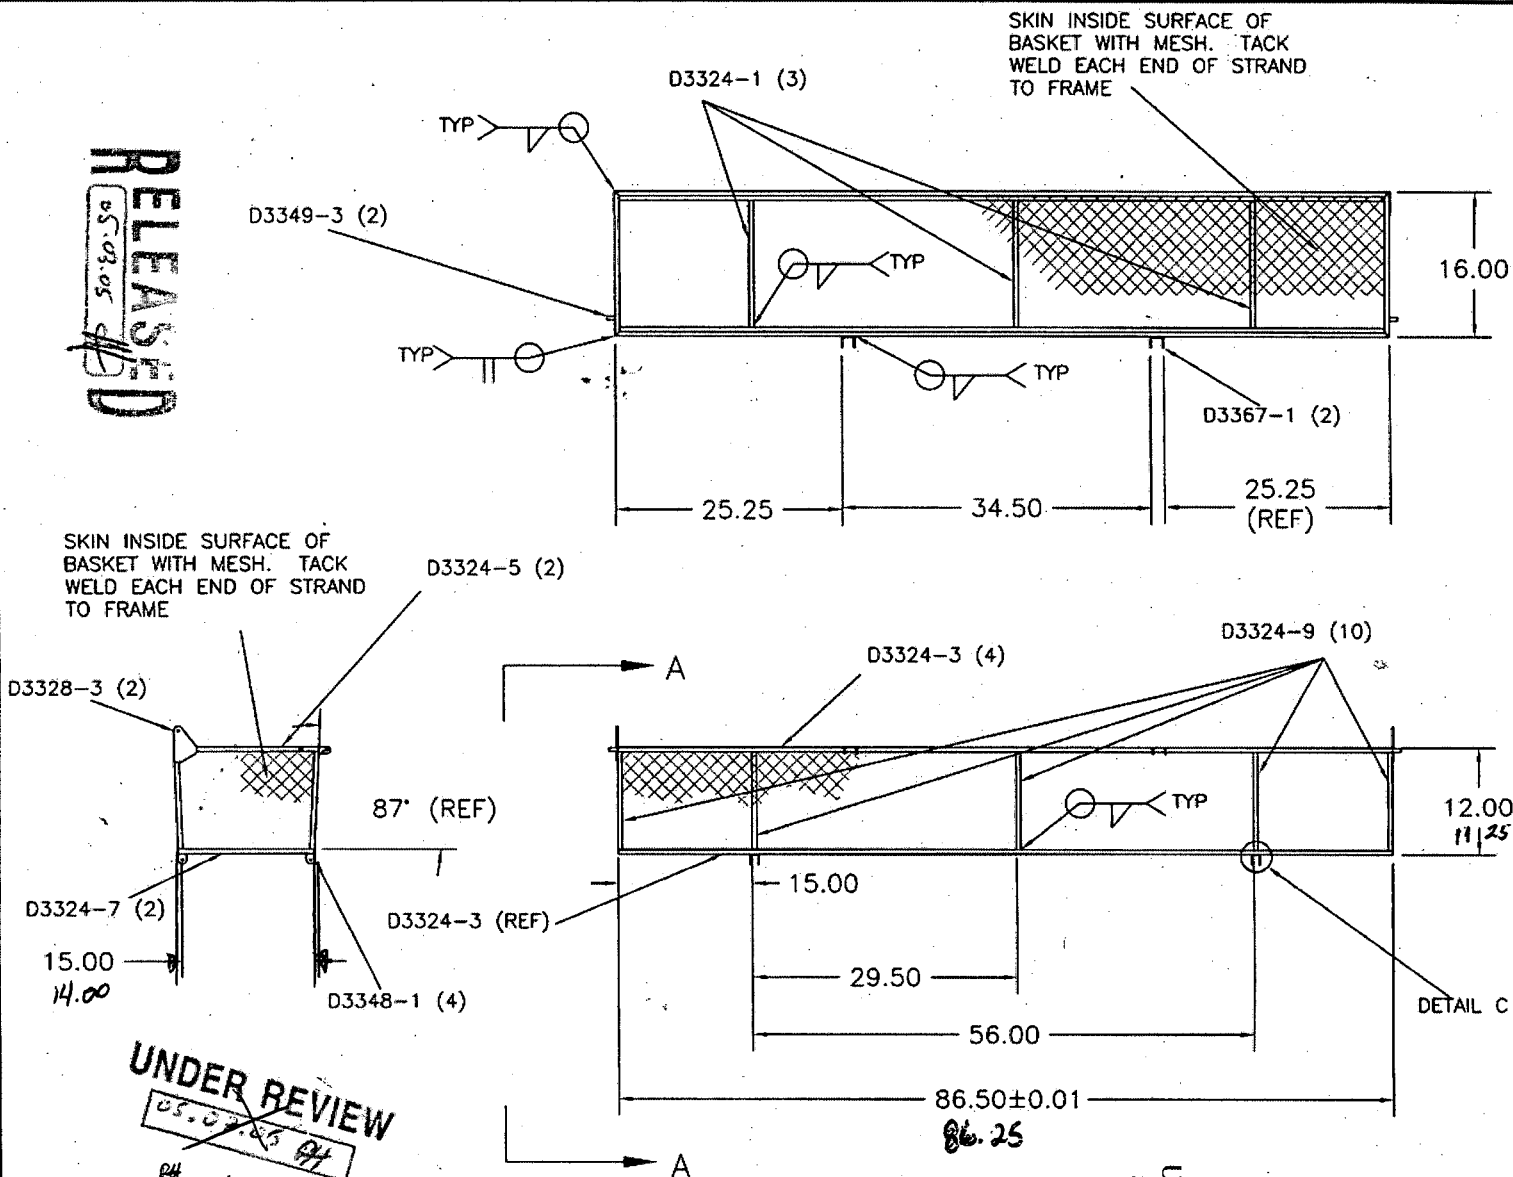 SKIN INSIDE SURFACE OF
BASKET WITH MESH. TACK
WELD EACH END OF STRAND
TO FRAME
D3324-1 (3)
TYP
RELEASED
05.03.05
D3349-3 (2)
TYP
16.00
TYP
TYP
D3367-1 (2)
25.25
34.50
25.25
(REF)
SKIN INSIDE SURFACE OF
BASKET WITH MESH. TACK
WELD EACH END OF STRAND
TO FRAME
D3324-5 (2)
D3324-9 (10)
D3324-3 (4)
A
D3328-3 (2)
87° (REF)
TYP
12.00
11.25
15.00
D3324-7 (2)
D3324-3 (REF)
15.00
14.00
29.50
D3348-1 (4)
DETAIL C
56.00
UNDER REVIEW
86.50±0.01
86.25
A